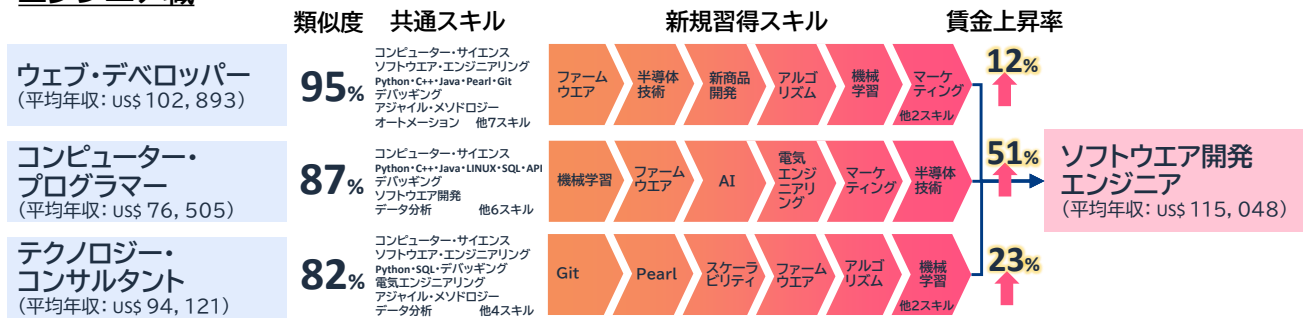 類似度 共通スキル 新規習得スキル 賃金上昇率
ウェブ・デベロッパー
(平均年収: US$ 102, 893)
95%
コンピューター・サイエンス
ソフトウエア・エンジニアリング
Python・C++・Java・Pearl・Git
デバッギング
アジャイル・メソドロジー
オートメーション 他7スキル
ファーム
ウエア
半導体
技術
新商品
開発
アルゴ
リズム
機械
学習
マーケ
ティング
他2スキル
12%
コンピューター・
プログラマー
(平均年収: US$ 76, 505)
87%
コンピューター・サイエンス
Python・C++・Java・LINUX・SQL・API
デバッギング
ソフトウエア開発
データ分析 他6スキル
機械学習
ファーム
ウエア
AI
電気
エンジ
ニアリ
ング
マーケ
ティング
半導体
技術
51%
ソフトウエア開発
エンジニア
(平均年収: US$ 115, 048)
テクノロジー・
コンサルタント
(平均年収: US$ 94, 121)
82%
コンピューター・サイエンス
ソフトウエア・エンジニアリング
Python・SQL・デバッギング
電気エンジニアリング
アジャイル・メソドロジー
データ分析 他4スキル
Git
Pearl
スケーラ
ビリティ
ファーム
ウエア
アルゴ
リズム
機械
学習
他2スキル
23%